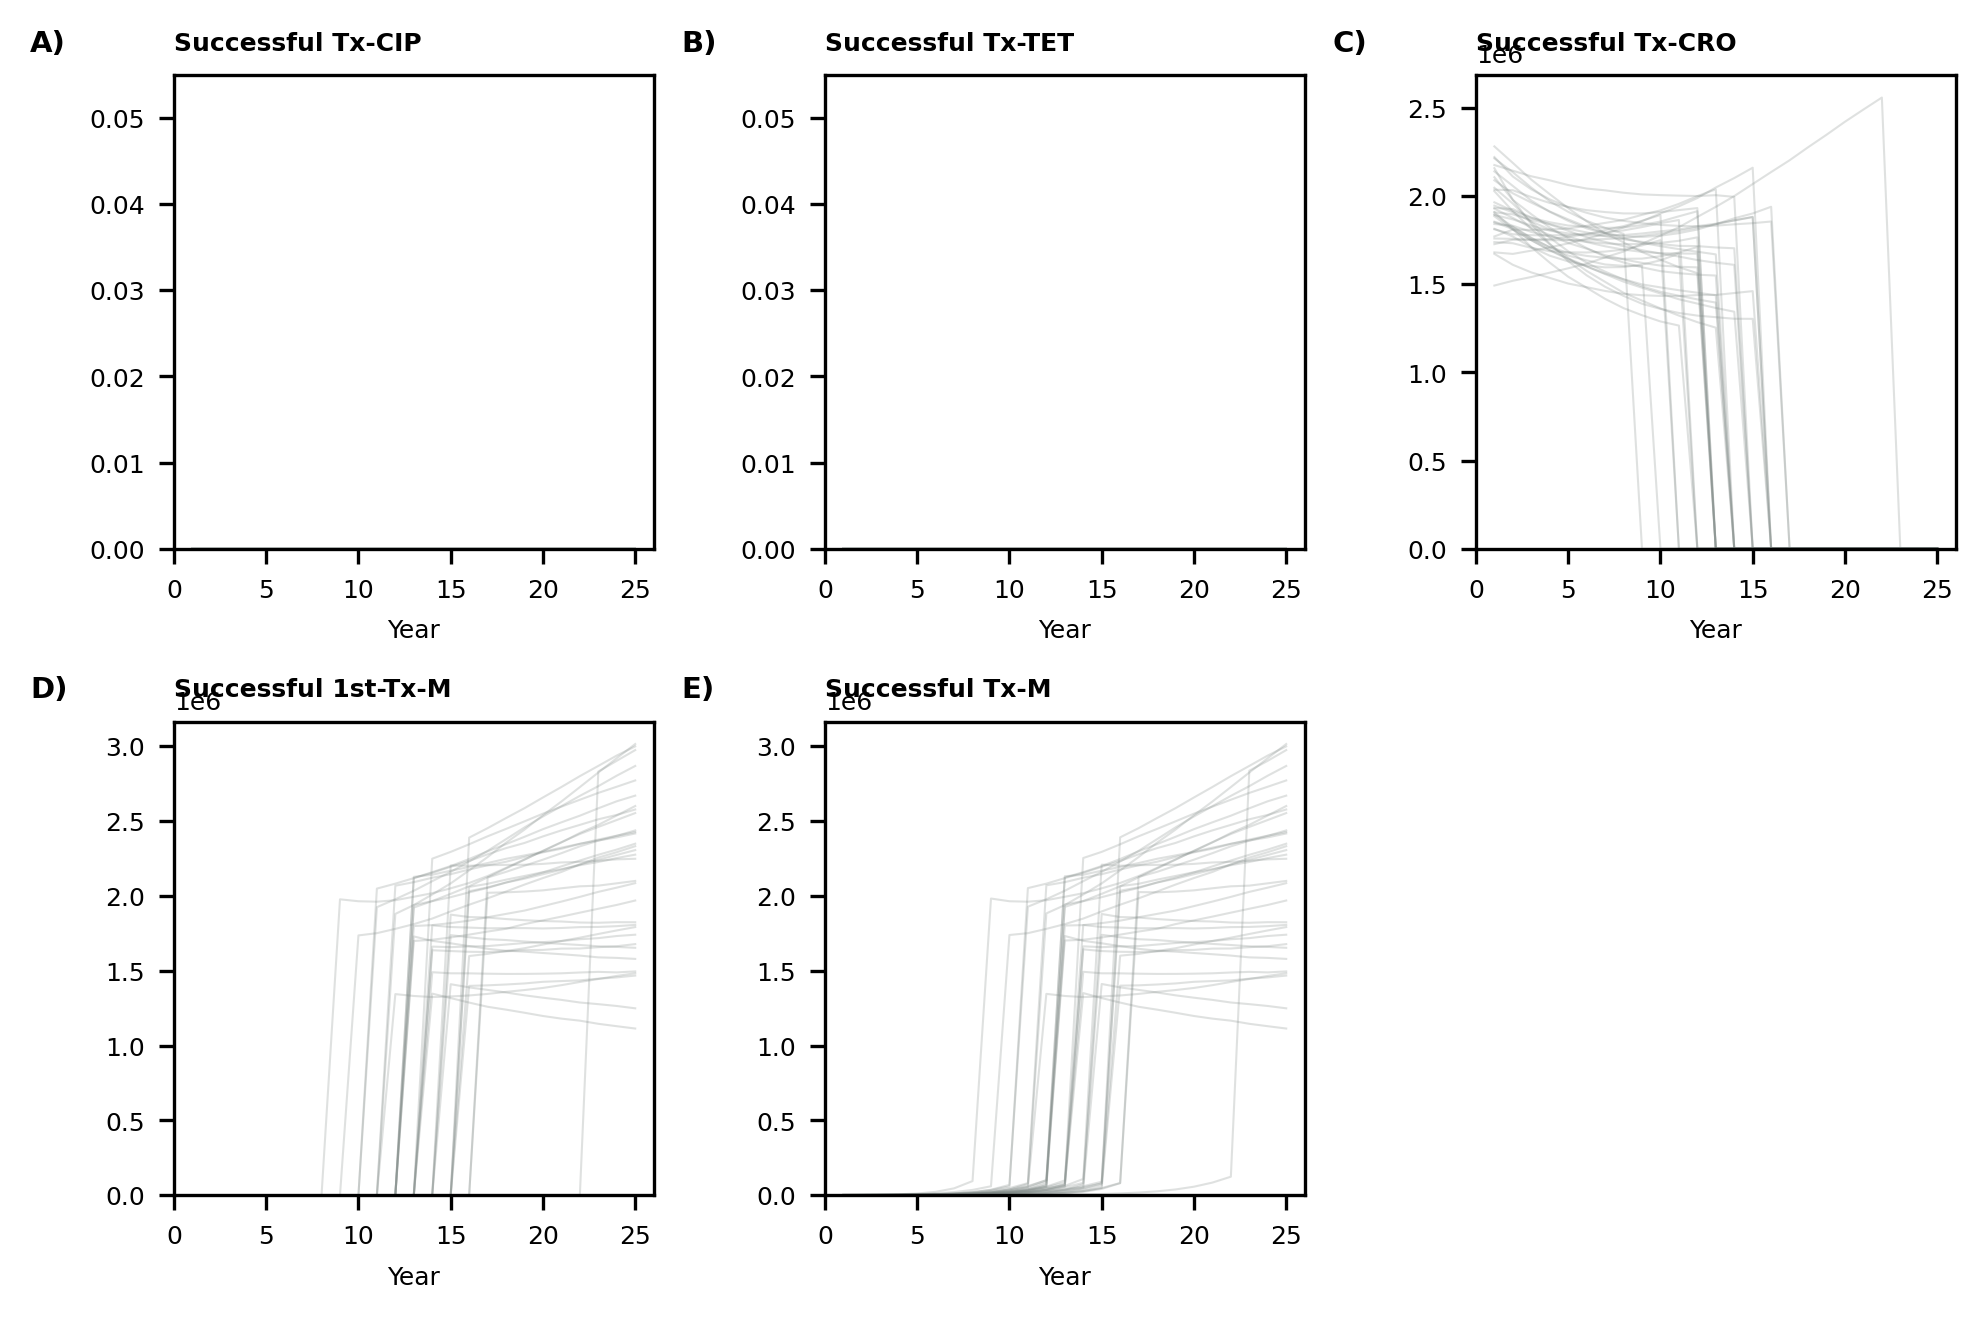 A) Successful Tx-CIP
0.05
0.04
0.03
0.02
0.01
0.00
0 5 10 15 20 25
Year
B) Successful Tx-TET
0.05
0.04
0.03
0.02
0.01
0.00
0 5 10 15 20 25
Year
C) Successful Tx-CRO
1e6
2.5
2.0
1.5
1.0
0.5
0.0
0 5 10 15 20 25
Year
D) Successful 1st-Tx-M
1e6
3.0
2.5
2.0
1.5
1.0
0.5
0.0
0 5 10 15 20 25
Year
E) Successful Tx-M
1e6
3.0
2.5
2.0
1.5
1.0
0.5
0.0
0 5 10 15 20 25
Year